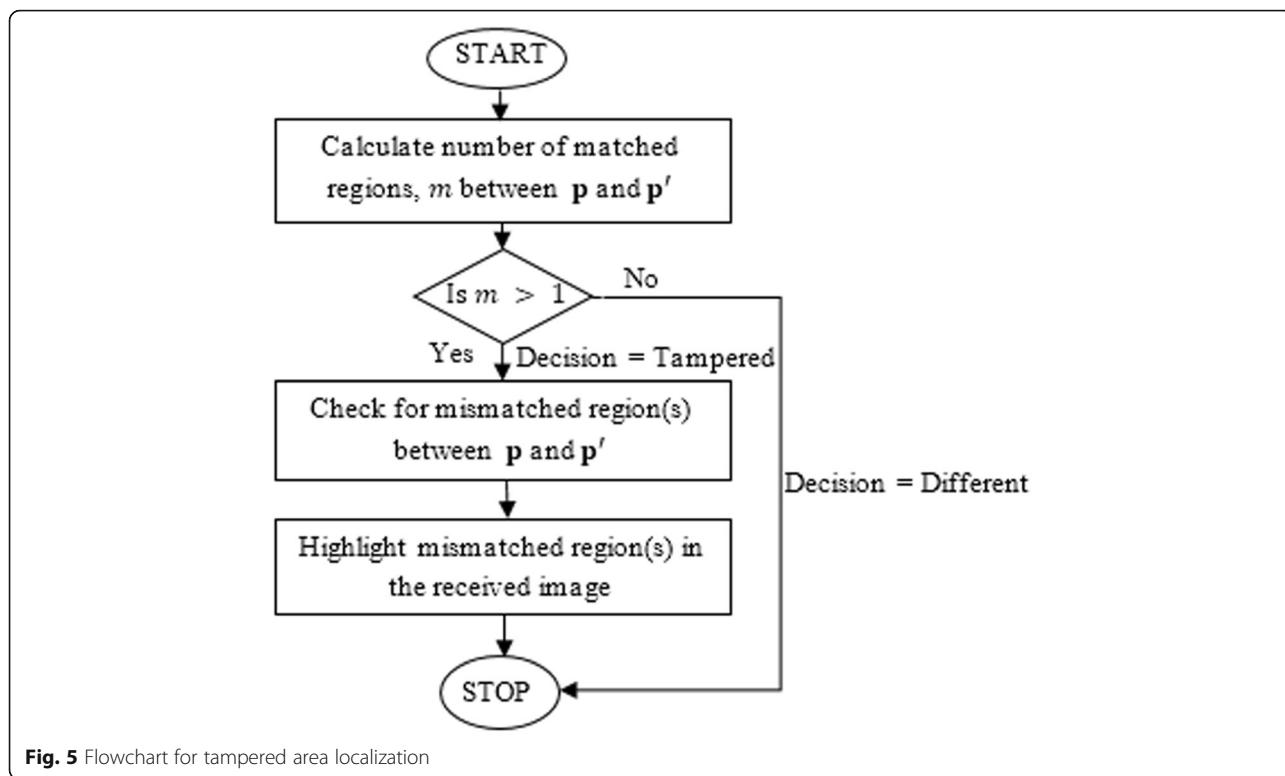 START
Calculate number of matched
regions, m between p and p′
Is m > 1
No
Yes
Decision = Tampered
Check for mismatched region(s)
between p and p′
Decision = Different
Highlight mismatched region(s) in
the received image
STOP
Fig. 5 Flowchart for tampered area localization